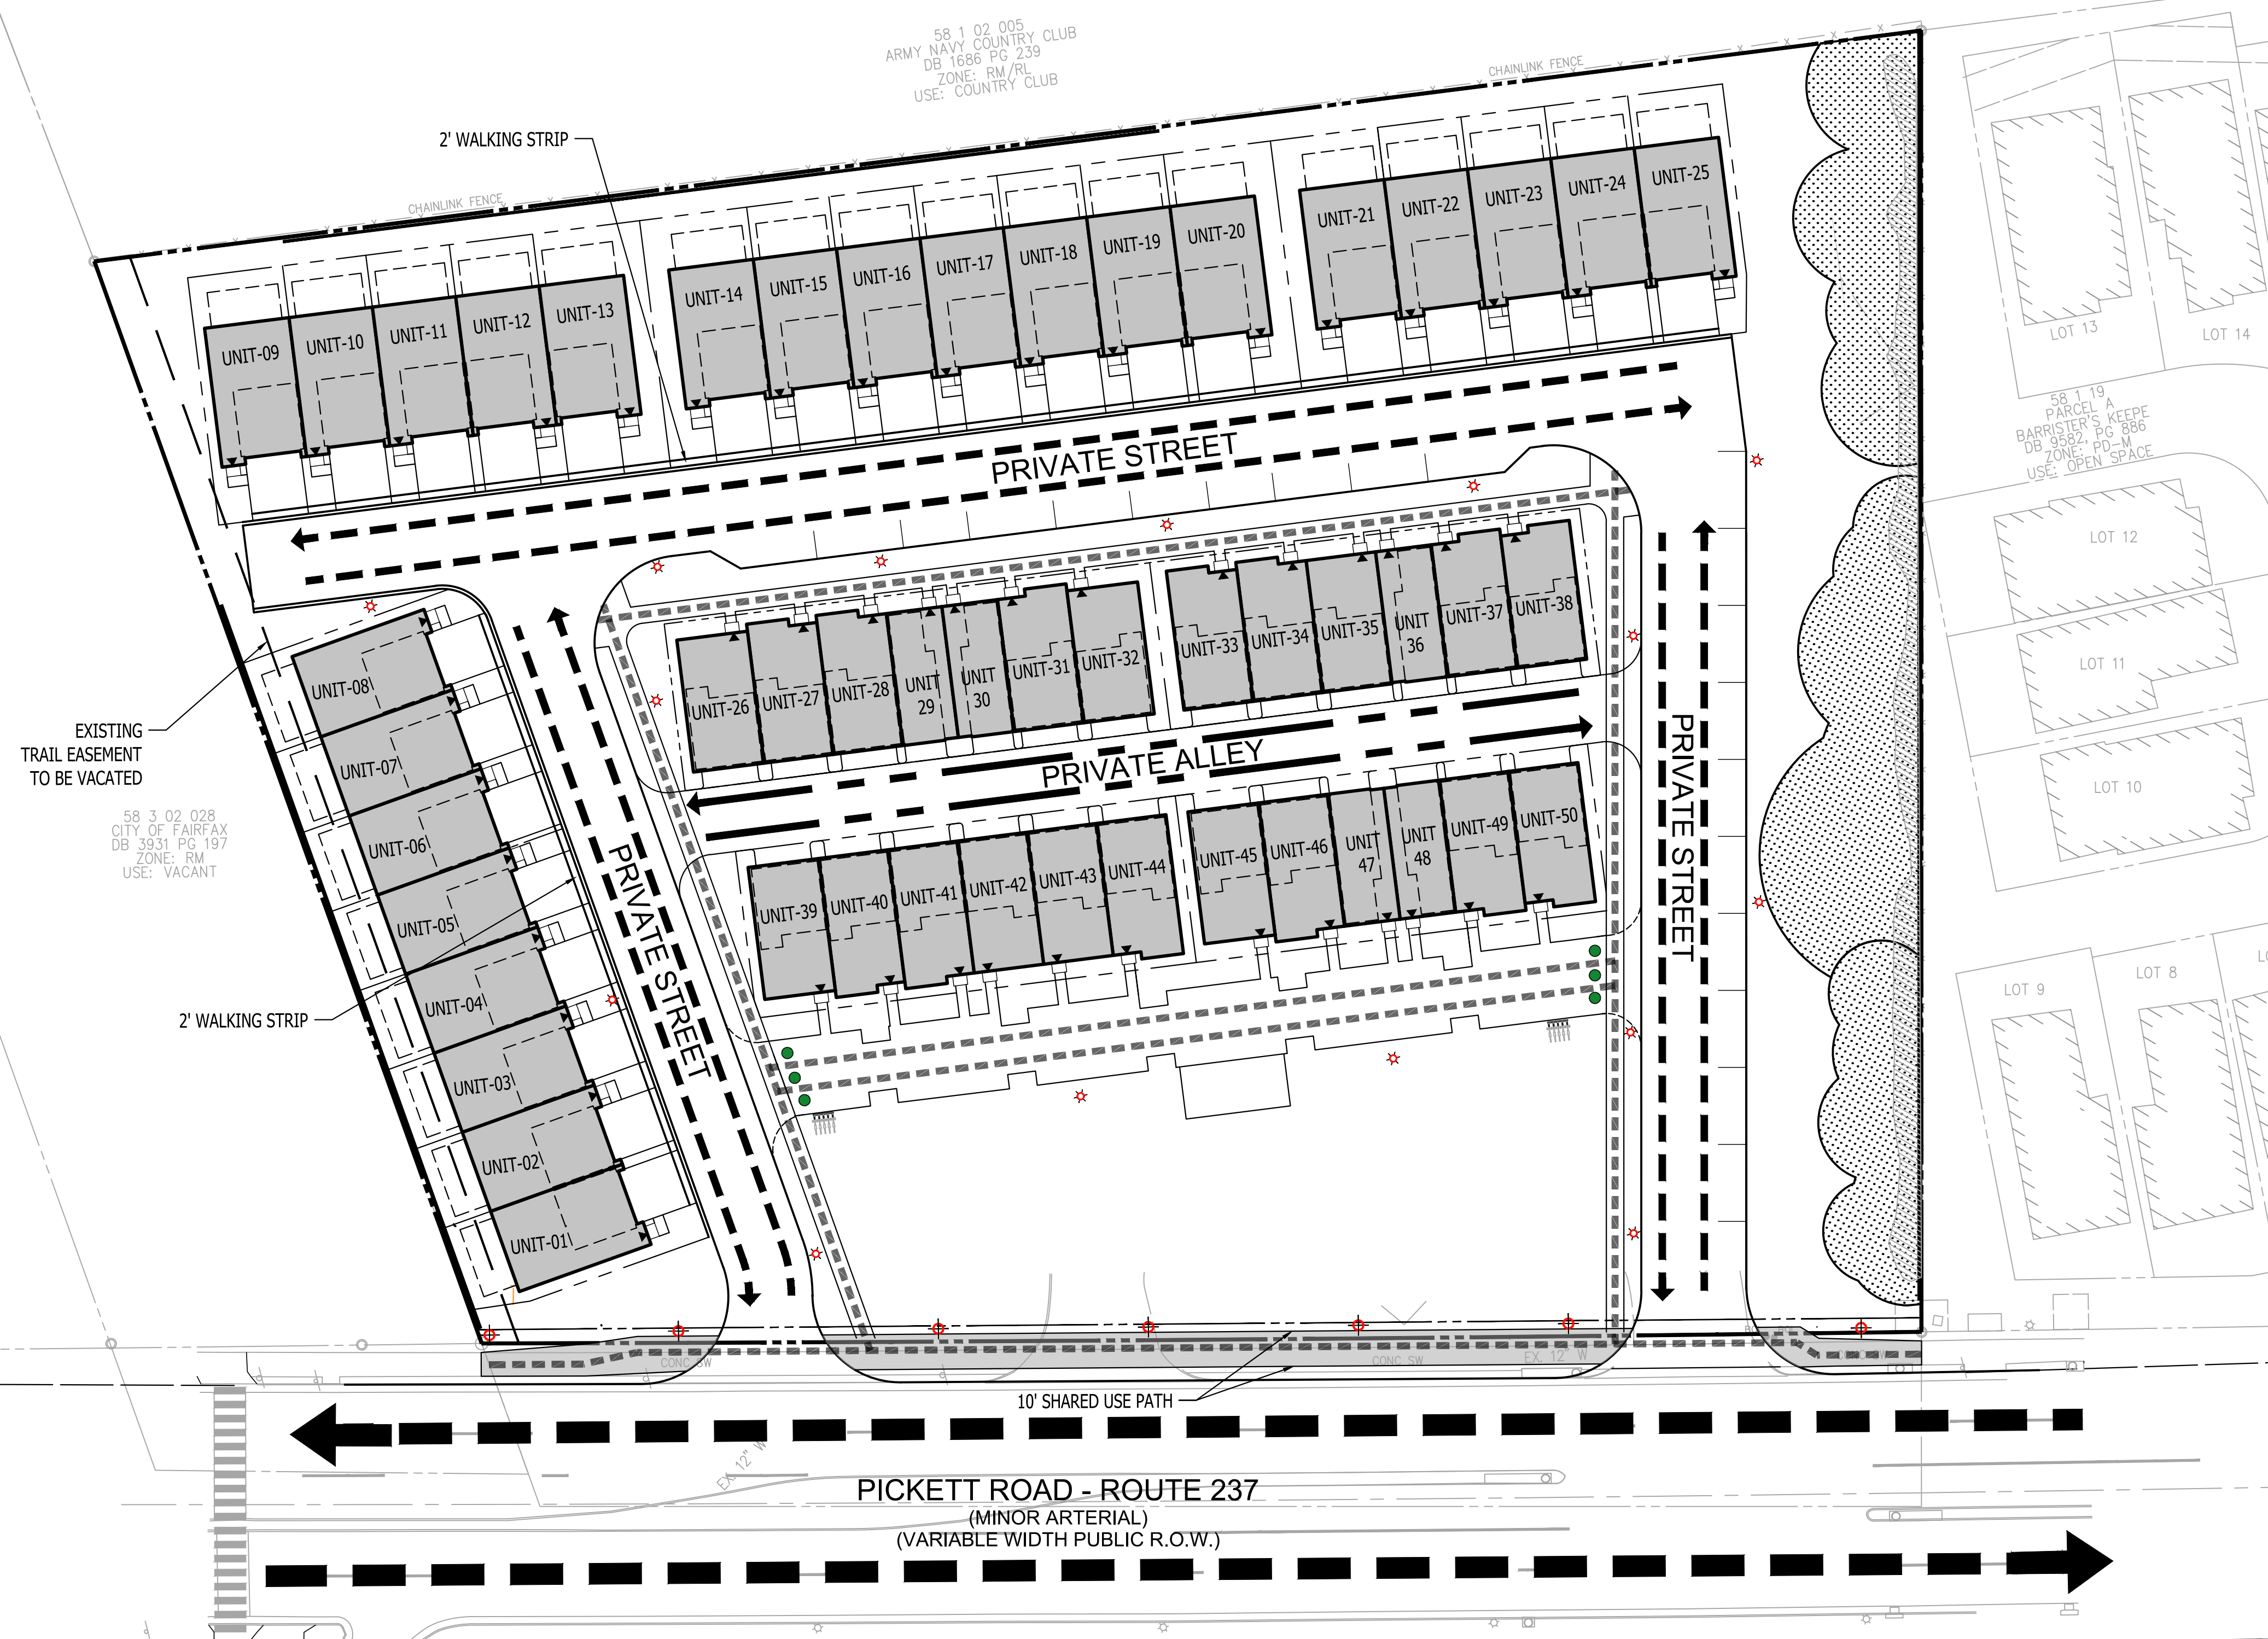 58 1 02 005
ARMY NAVY COUNTRY CLUB
DB 1686 PG 239
ZONE: RM/RL
USE: COUNTRY CLUB
CHAINLINK FENCE
2' WALKING STRIP
CHAINLINK FENCE
UNIT-09
UNIT-10
UNIT-11
UNIT-12
UNIT-13
UNIT-14
UNIT-15
UNIT-16
UNIT-17
UNIT-18
UNIT-19
UNIT-20
UNIT-21
UNIT-22
UNIT-23
UNIT-24
UNIT-25
LOT 13
LOT 14
58 1 19
PARCEL A
BARRISTER'S KEEPE
DB 9582, PG 886
ZONE: PD-M
USE: OPEN SPACE
PRIVATE STREET
LOT 12
LOT 11
LOT 10
UNIT-26
UNIT-27
UNIT-28
UNIT
29
UNIT
30
UNIT-31
UNIT-32
UNIT-33
UNIT-34
UNIT-35
UNIT
36
UNIT-37
UNIT-38
PRIVATE ALLEY
PRIVATE STREET
EXISTING
TRAIL EASEMENT
TO BE VACATED
58 3 02 028
CITY OF FAIRFAX
DB 3931 PG 197
ZONE: RM
USE: VACANT
UNIT-08
UNIT-07
UNIT-06
UNIT-05
UNIT-04
UNIT-03
UNIT-02
UNIT-01
2' WALKING STRIP
PRIVATE STREET
UNIT-39
UNIT-40
UNIT-41
UNIT-42
UNIT-43
UNIT-44
UNIT-45
UNIT-46
UNIT
47
UNIT
48
UNIT-49
UNIT-50
LOT 9
LOT 8
CONC SW
CONC SW
EX. 12" W
10' SHARED USE PATH
EX. 12" W
PICKETT ROAD - ROUTE 237
(MINOR ARTERIAL)
(VARIABLE WIDTH PUBLIC R.O.W.)